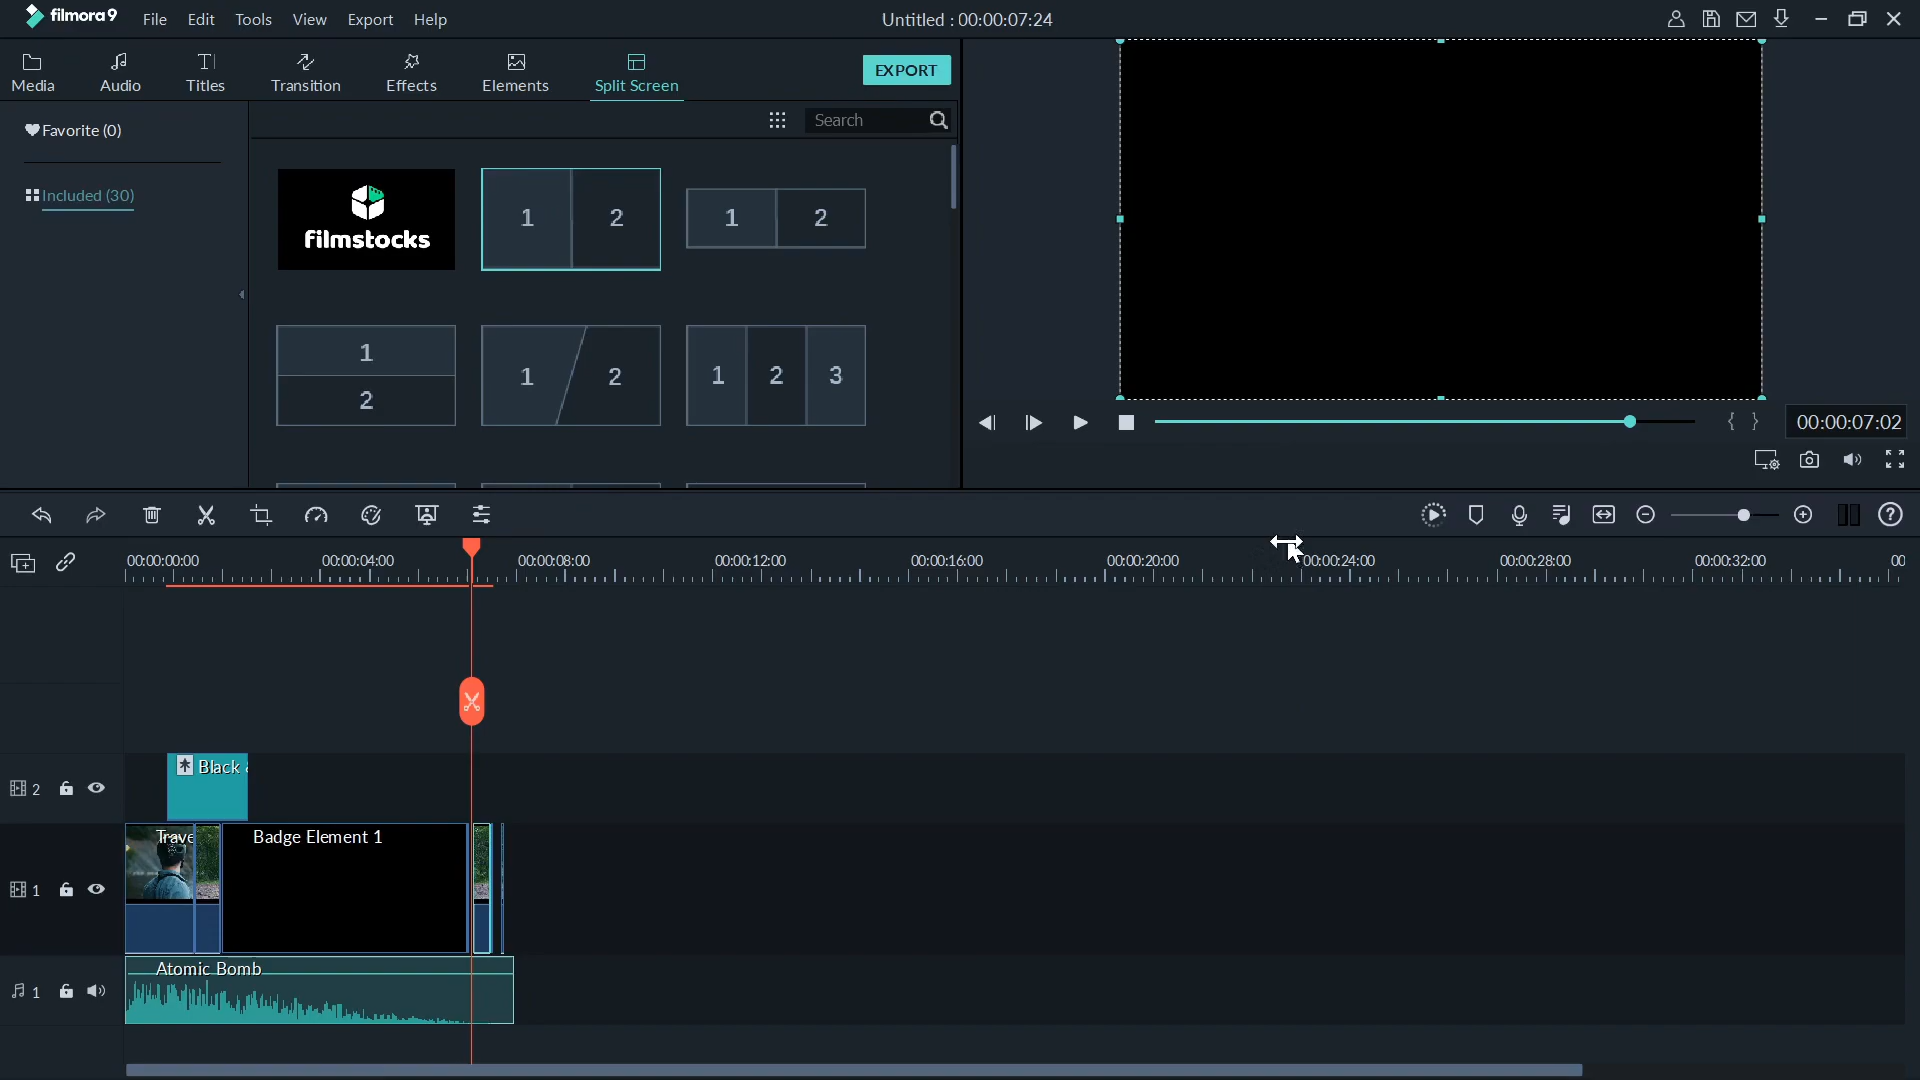 filmora9 File Edit Tools View Export Help Untitled : 00:00:07:24
Media Audio Titles Transition Effects Elements Split Screen EXPORT
Favorite (0)
Search
Included (30)
filmstocks
1 2
1 2
1
2
1 2
1 2 3
00:00:07:02
00:00:00:00 00:00:04:00 00:00:08:00 00:00:12:00 00:00:16:00 00:00:20:00 00:00:24:00 00:00:28:00 00:00:32:00 00
2 Black
Trave Badge Element 1
1
Atomic Bomb
1